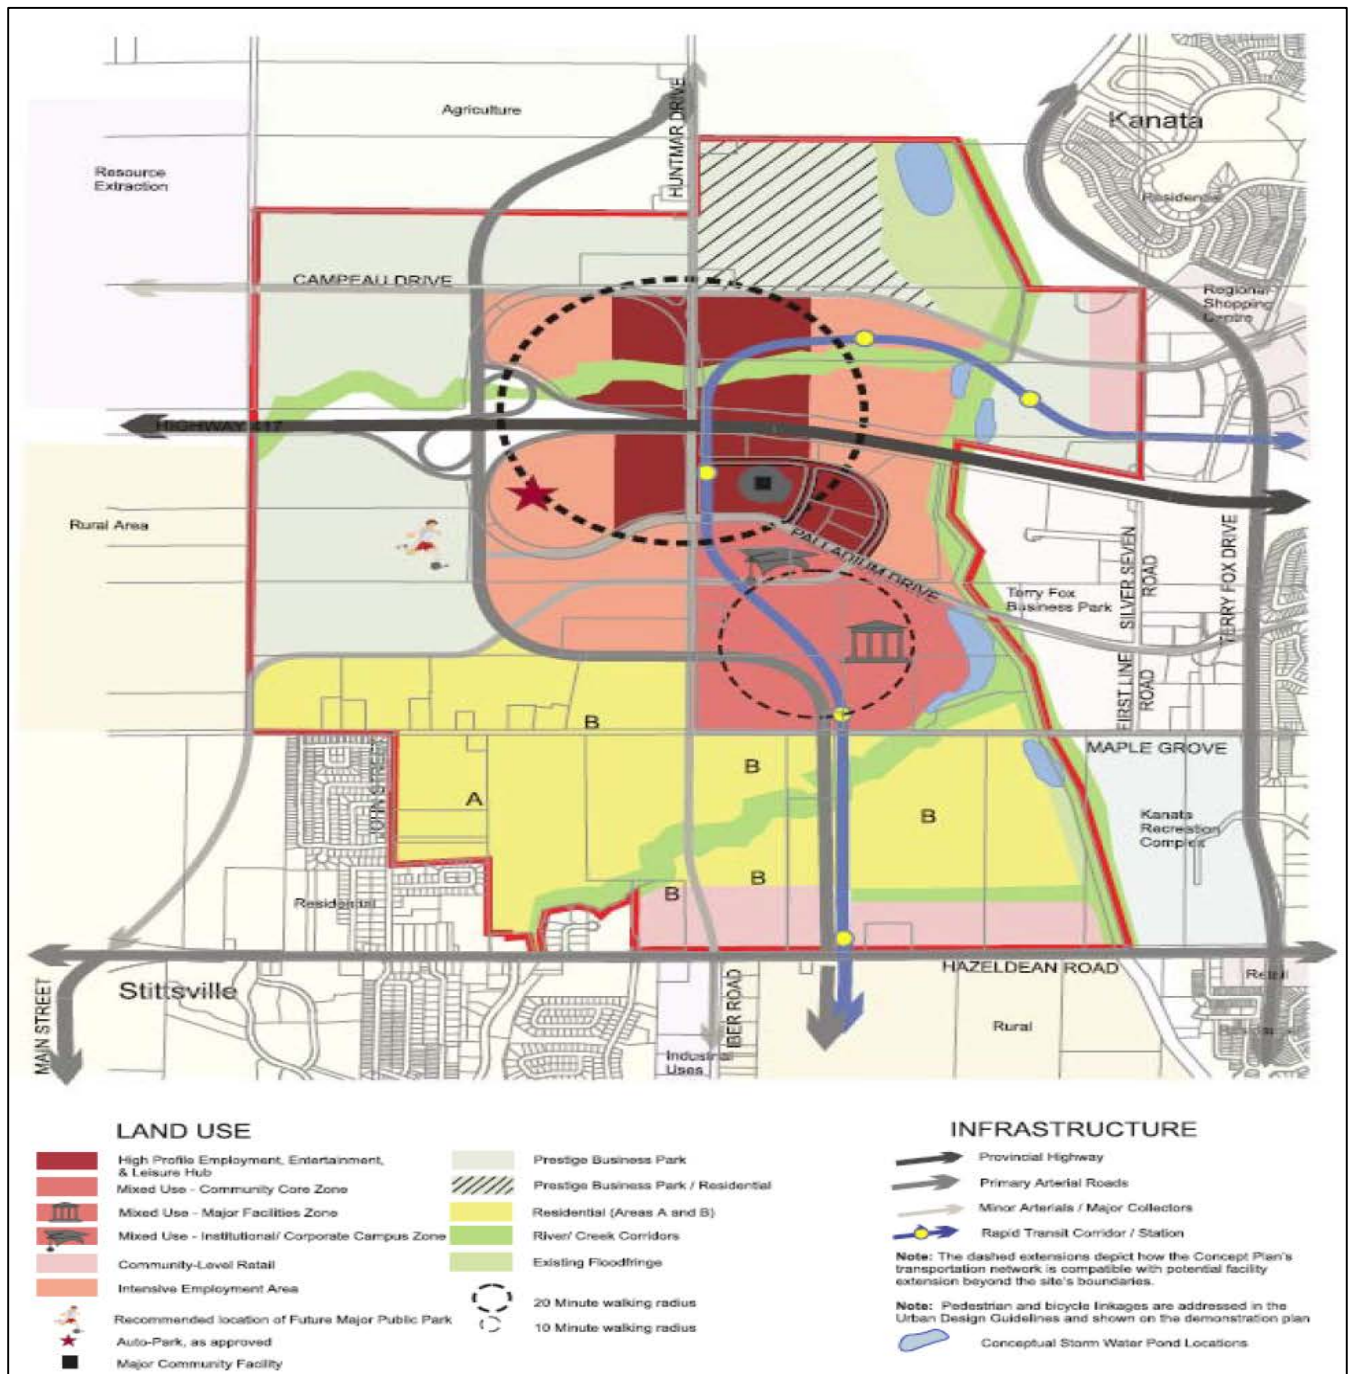 Agriculture
HUNTMAR DRIVE
Kanata
Resource
Extraction
Residential
CAMPEAU DRIVE
Regional
Shopping
Centre
HIGHWAY 417
Rural Area
PALLADIUM DRIVE
Terry Fox
Business Park
FIRST LINE ROAD
SILVER SEVEN ROAD
TERRY FOX DRIVE
B
MAPLE GROVE
JOHN STREET
B
A
B
Kanata
Recreation
Complex
B
B
Residential
HAZELDEAN ROAD
MAIN STREET
Stittsville
IBER ROAD
Retail
Rural
Residential
Industrial
Uses
LAND USE
High Profile Employment, Entertainment,
& Leisure Hub
Mixed Use - Community Core Zone
Mixed Use - Major Facilities Zone
Mixed Use - Institutional/ Corporate Campus Zone
Community-Level Retail
Intensive Employment Area
Recommended location of Future Major Public Park
Auto-Park, as approved
Major Community Facility
Prestige Business Park
Prestige Business Park / Residential
Residential (Areas A and B)
River/ Creek Corridors
Existing Floodfringe
20 Minute walking radius
10 Minute walking radius
INFRASTRUCTURE
Provincial Highway
Primary Arterial Roads
Minor Arterials / Major Collectors
Rapid Transit Corridor / Station
Note: The dashed extensions depict how the Concept Plan's
transportation network is compatible with potential facility
extension beyond the site's boundaries.
Note: Pedestrian and bicycle linkages are addressed in the
Urban Design Guidelines and shown on the demonstration plan
Conceptual Storm Water Pond Locations